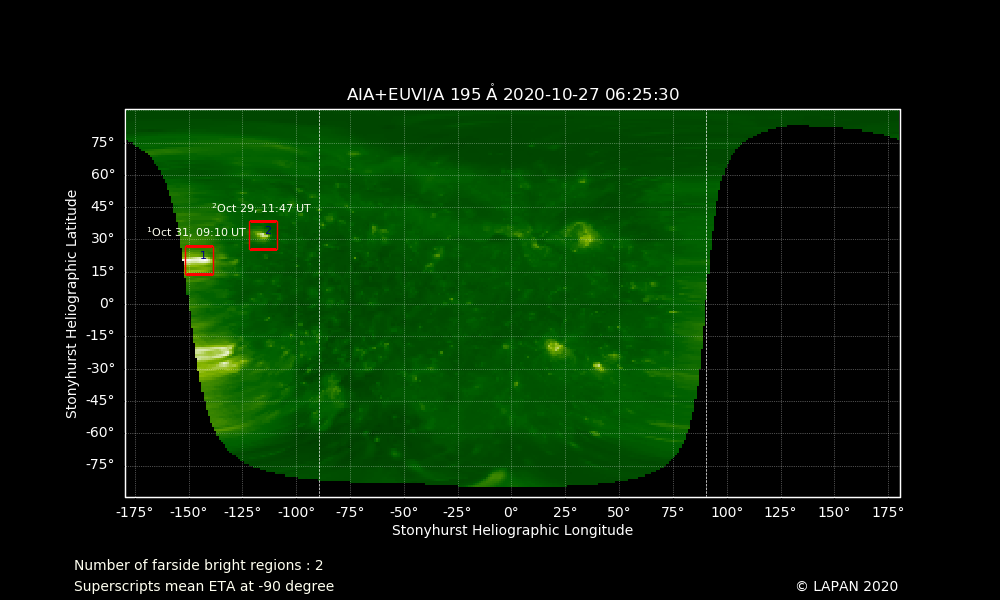 AIA+EUVI/A 195 Å 2020-10-27 06:25:30
Stonyhurst Heliographic Latitude
75°
60°
45°
30°
15°
0°
-15°
-30°
-45°
-60°
-75°
²Oct 29, 11:47 UT
2
¹Oct 31, 09:10 UT
1
-175° -150° -125° -100° -75° -50° -25° 0° 25° 50° 75° 100° 125° 150° 175°
Stonyhurst Heliographic Longitude
Number of farside bright regions : 2
Superscripts mean ETA at -90 degree
© LAPAN 2020